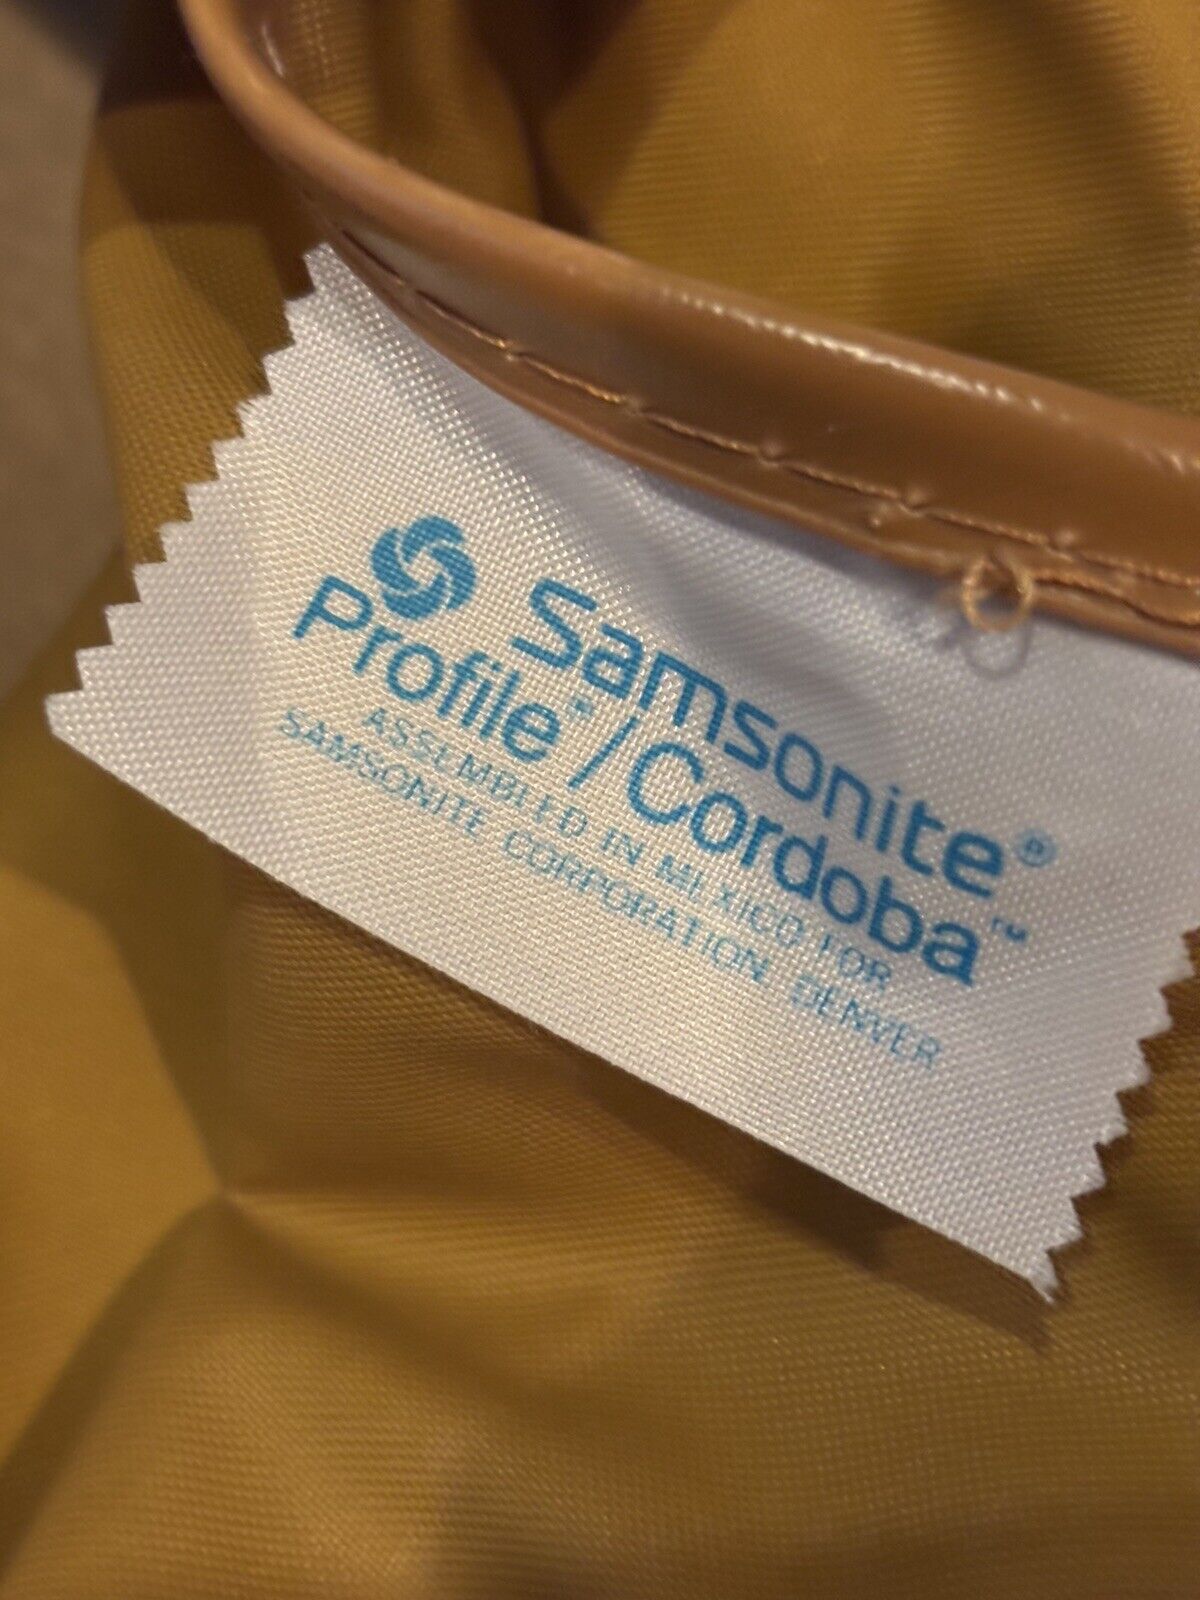 Samsonite®
Profile®/Cordoba™
ASSEMBLED IN MEXICO FOR
SAMSONITE CORPORATION, DENVER